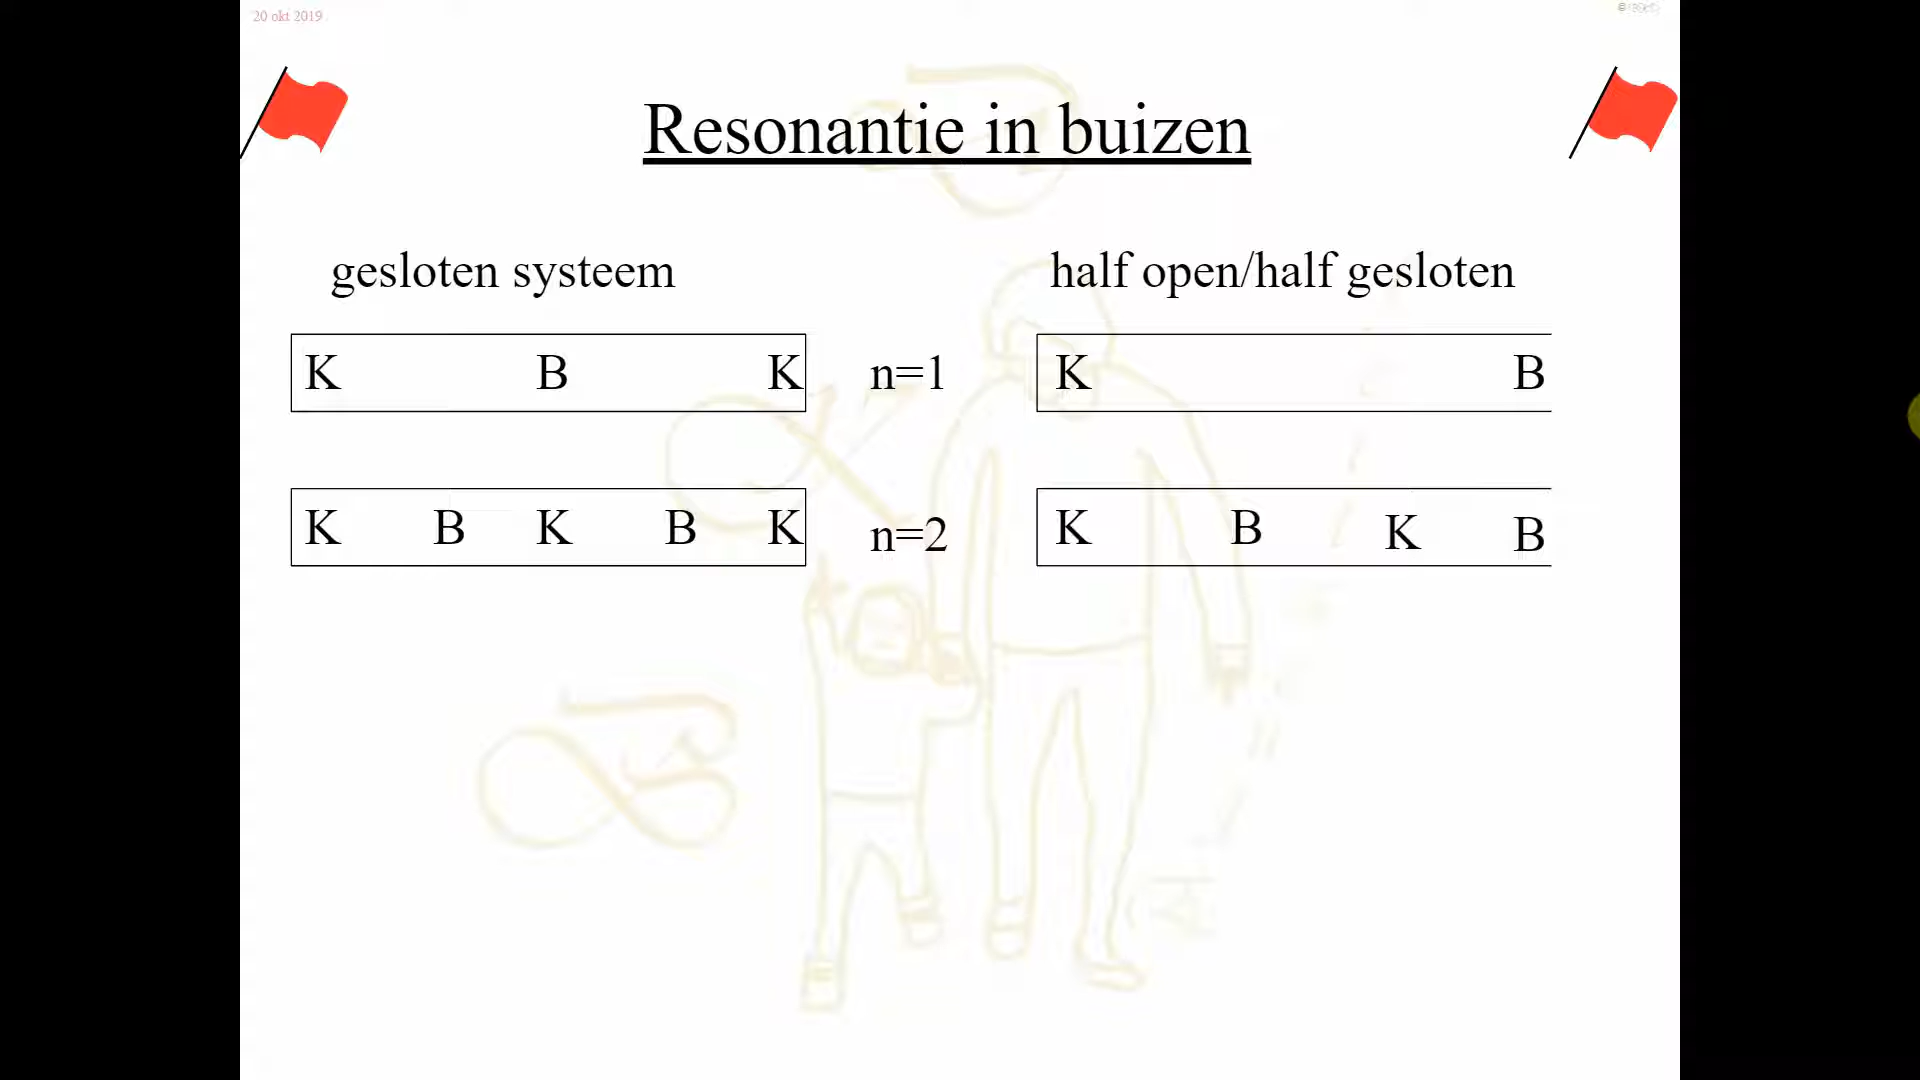 20 okt 2019
Resonantie in buizen
gesloten systeem
half open/half gesloten
K B K n=1 K B
K B K B K n=2 K B K B